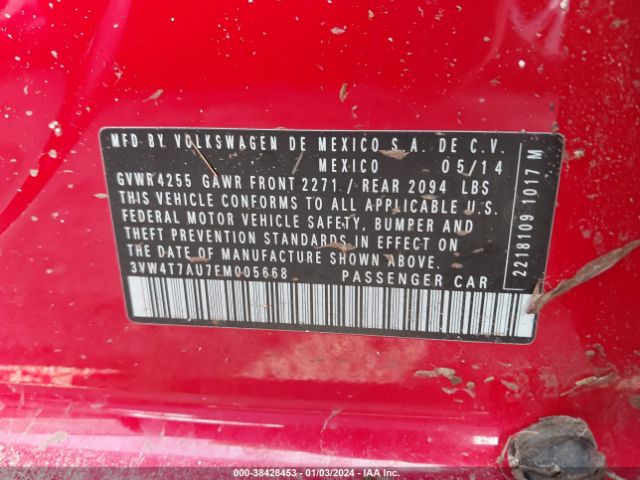 MFD BY VOLKSWAGEN DE MEXICO S.A. DE C.V.
MEXICO 05/14
GVWR 4255 GAWR FRONT 2271 / REAR 2094 LBS
THIS VEHICLE CONFORMS TO ALL APPLICABLE U.S.
FEDERAL MOTOR VEHICLE SAFETY, BUMPER AND
THEFT PREVENTION STANDARDS IN EFFECT ON
THE DATE OF MANUFACTURE SHOWN ABOVE.
3VW4T7AU7EM005668 PASSENGER CAR
2218109 1017 M
000-38428453 - 01/03/2024 - IAA Inc.